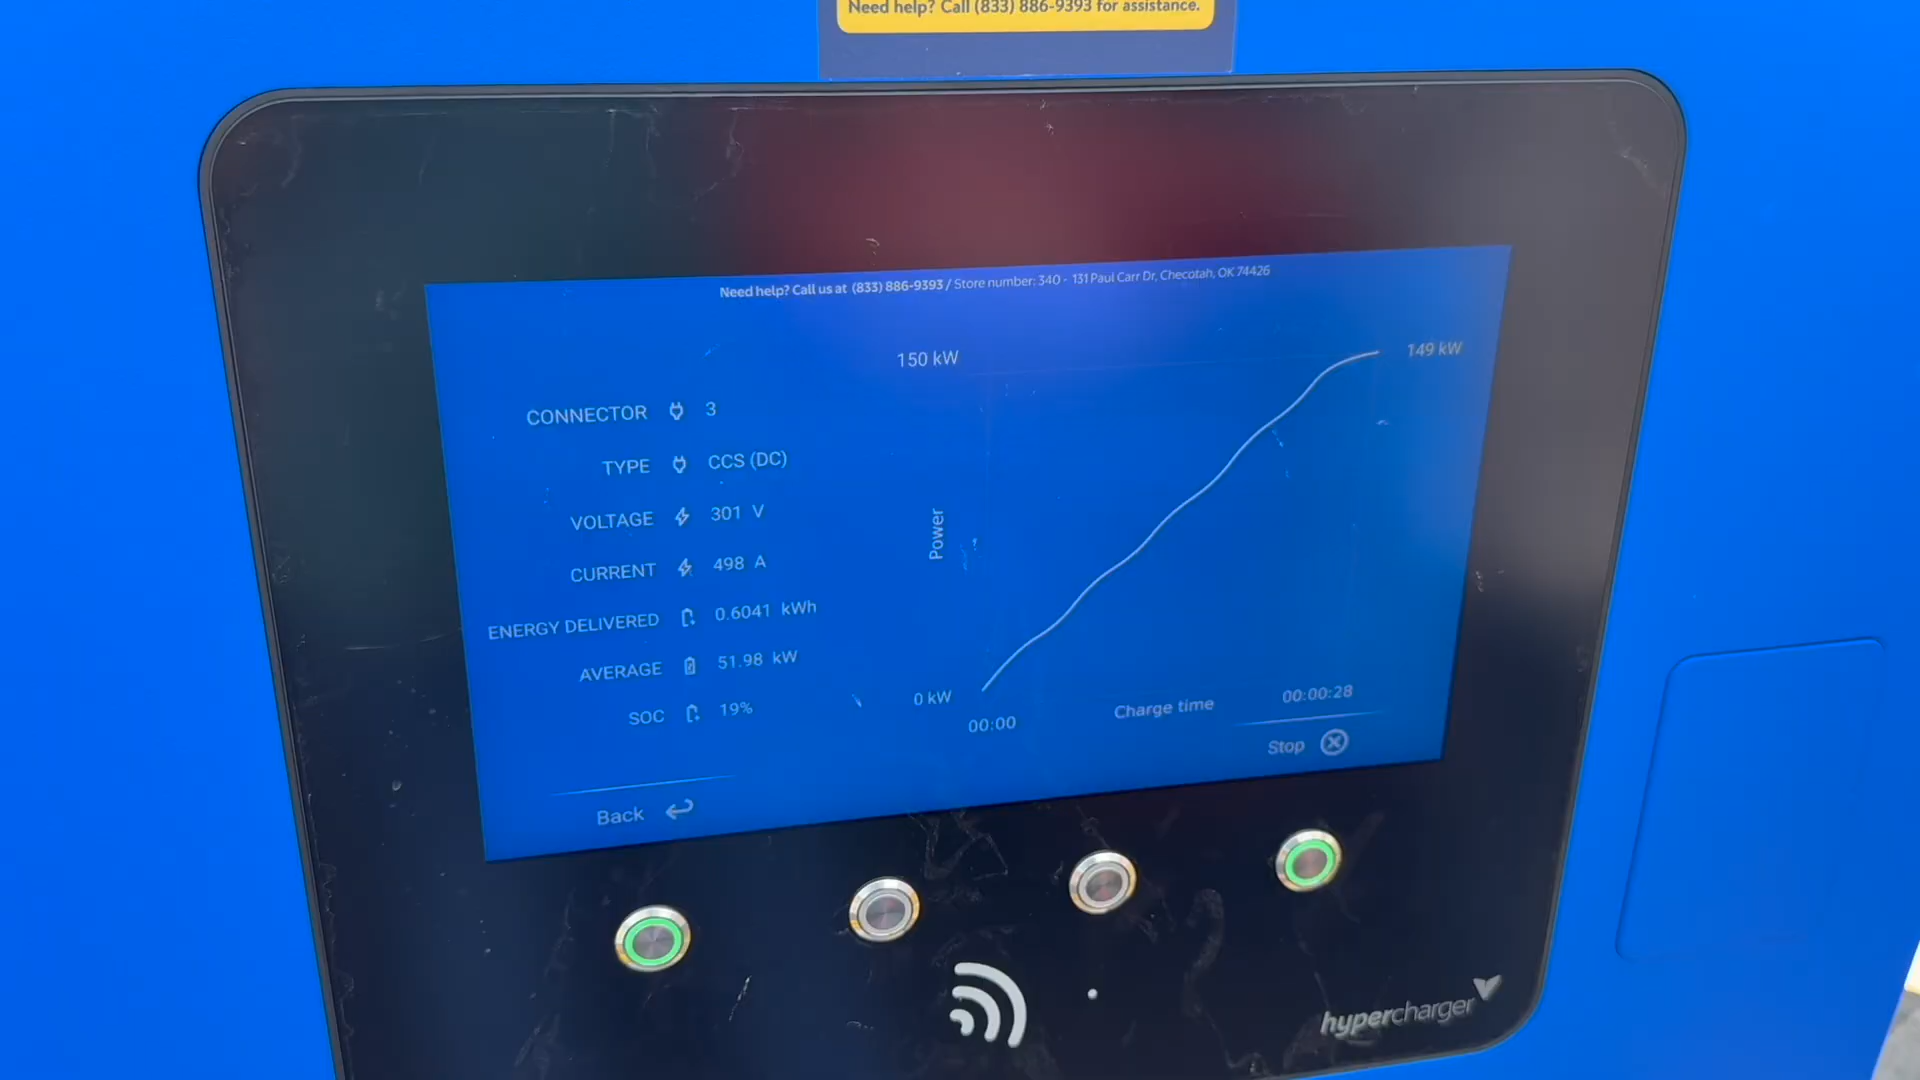 Need help? Call (833) 886-9393 for assistance.
Need help? Call us at (833) 886-9393 / Store number: 340 - 131 Paul Carr Dr, Checotah, OK 74426
150 kW
149 kW
CONNECTOR 3
TYPE CCS (DC)
VOLTAGE 301 V
CURRENT 498 A
ENERGY DELIVERED 0.6041 kWh
AVERAGE 51.98 kW
SOC 19%
Power
0 kW
00:00
Charge time
00:00:28
Stop
Back
hypercharger